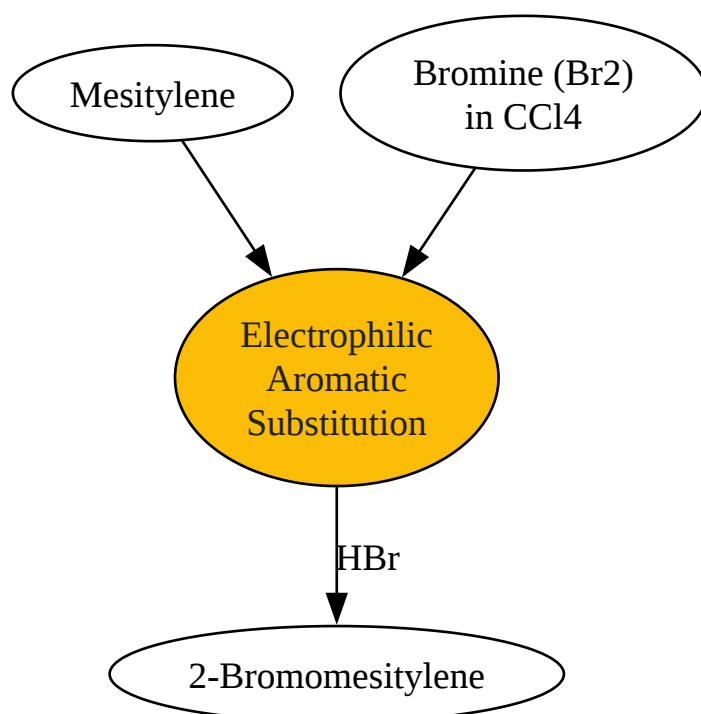 Mesitylene
Bromine (Br2)
in CCl4
Electrophilic
Aromatic
Substitution
HBr
2-Bromomesitylene